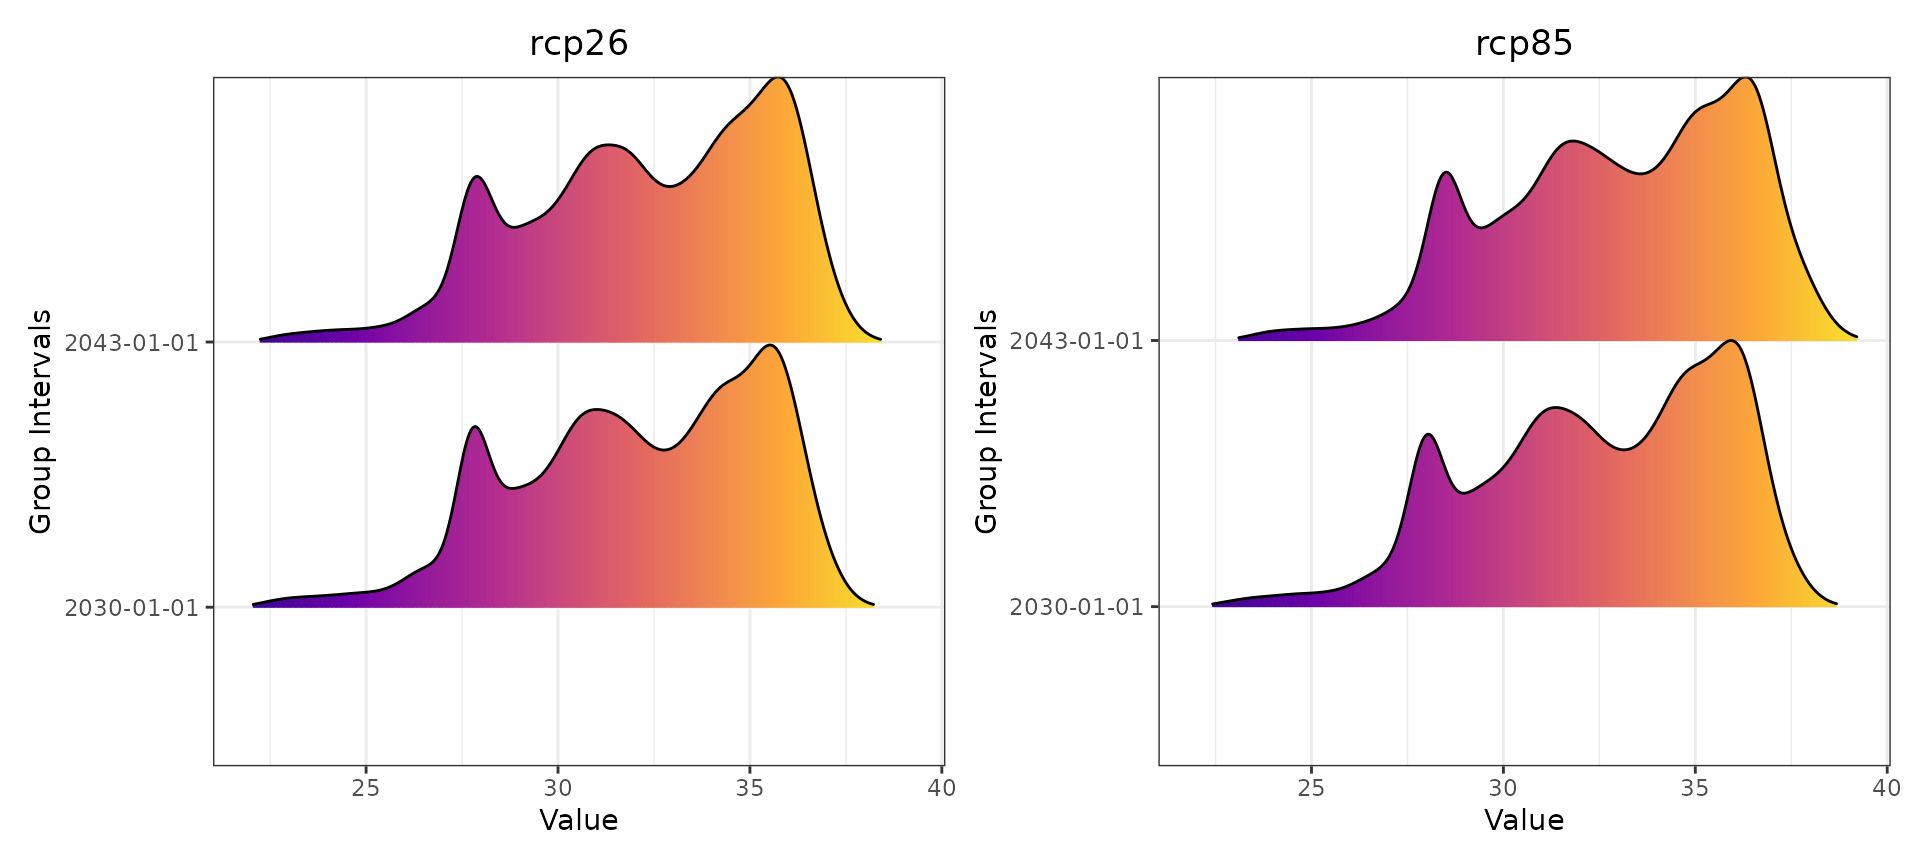 rcp26
Group Intervals
2043-01-01
2030-01-01
25 30 35 40
Value
rcp85
Group Intervals
2043-01-01
2030-01-01
25 30 35 40
Value